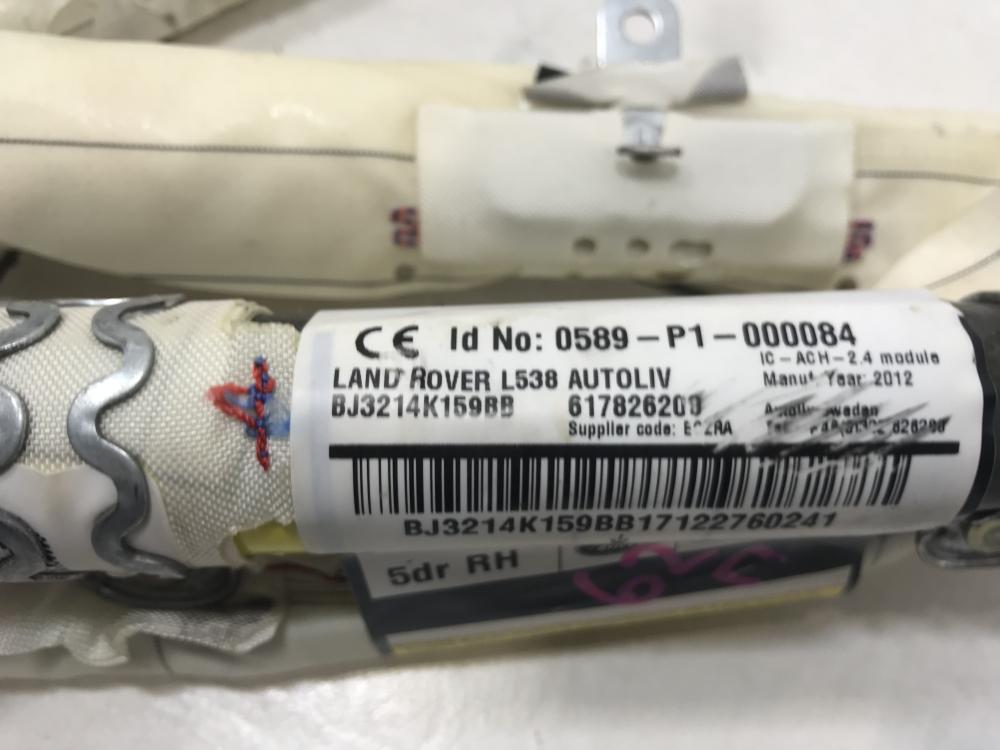 CE Id No: 0589-P1-000084
IC-ACH-2.4 module
LAND ROVER L538 AUTOLIV
Manuf. Year: 2012
BJ3214K159BB 617826200
Supplier code:
BJ3214K159BB17122760241
5dr RH